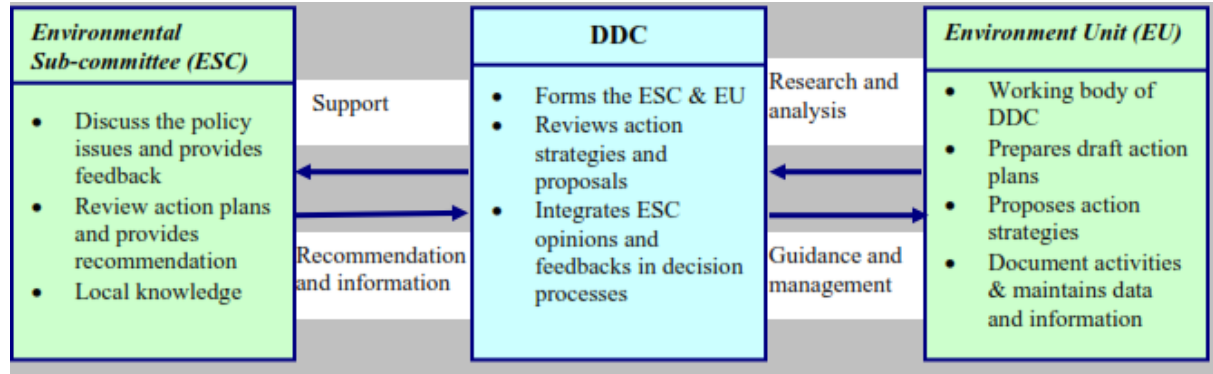 Environmental
Sub-committee (ESC)
• Discuss the policy
issues and provides
feedback
• Review action plans
and provides
recommendation
• Local knowledge
Support
Recommendation
and information
DDC
• Forms the ESC & EU
• Reviews action
strategies and
proposals
• Integrates ESC
opinions and
feedbacks in decision
processes
Research and
analysis
Guidance and
management
Environment Unit (EU)
• Working body of
DDC
• Prepares draft action
plans
• Proposes action
strategies
• Document activities
& maintains data
and information